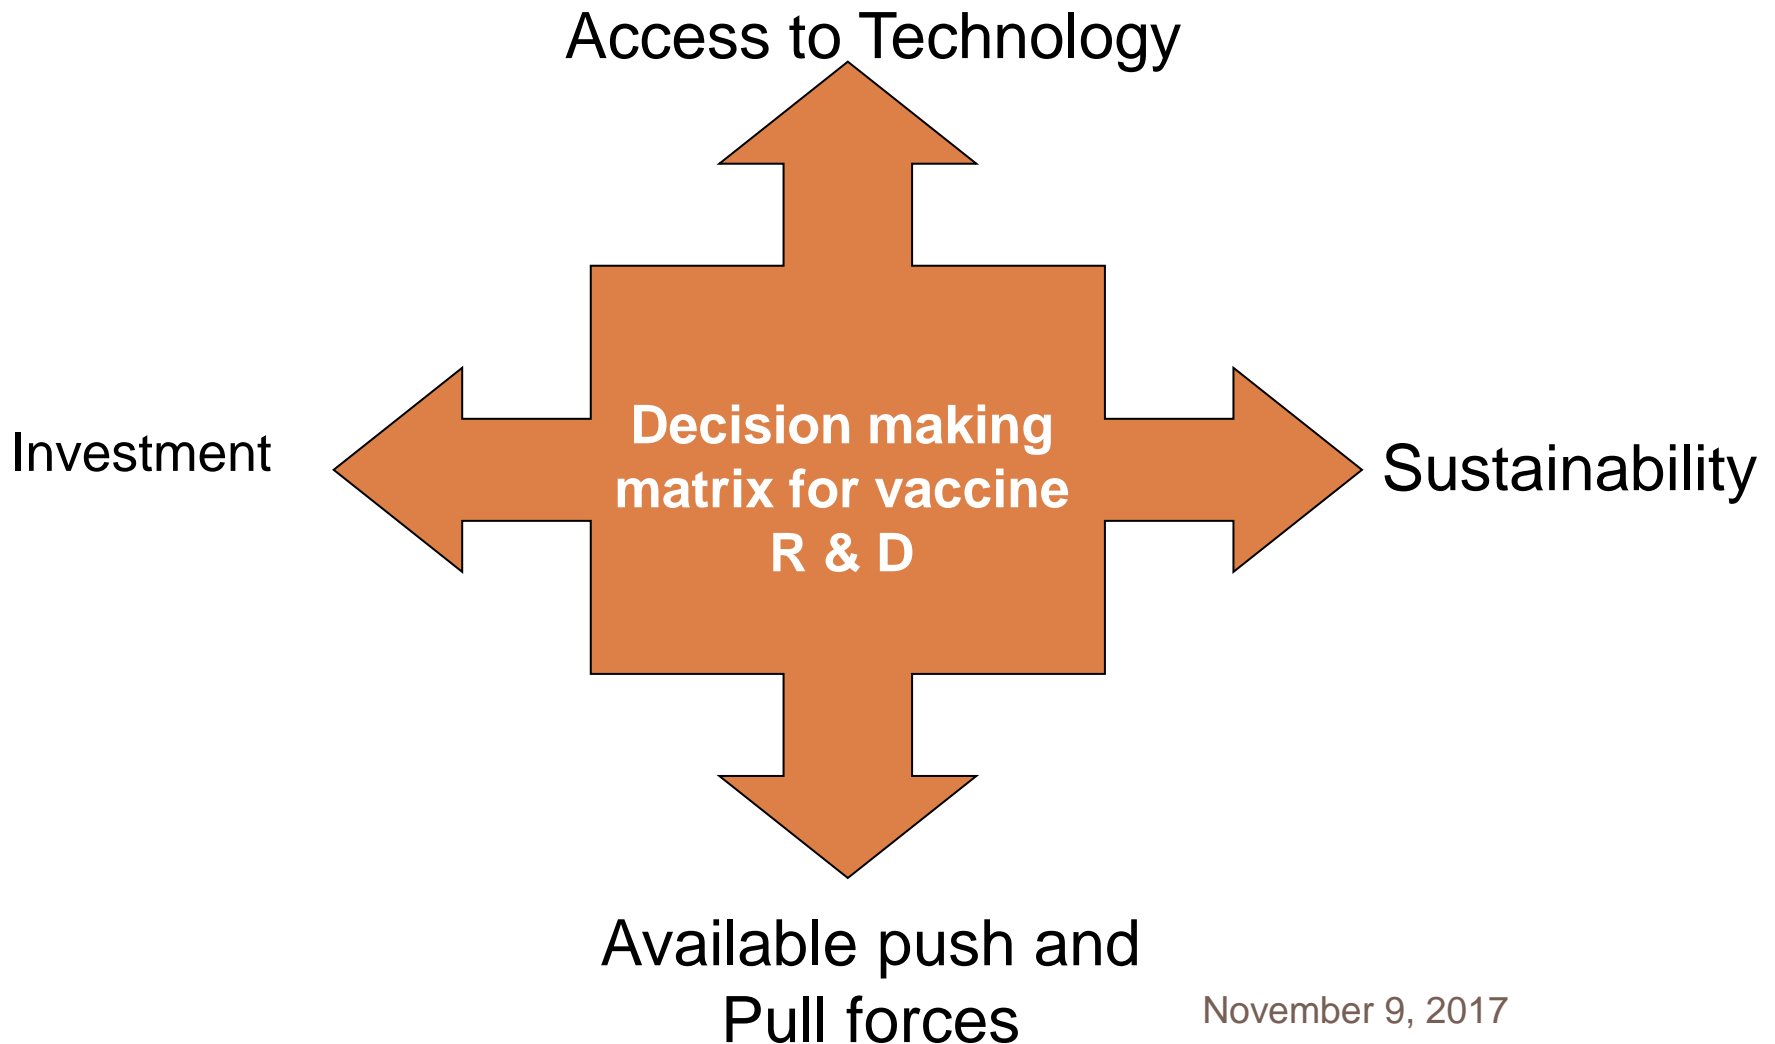 Access to Technology
Investment
Decision making
matrix for vaccine
R & D
Sustainability
Available push and
Pull forces
November 9, 2017